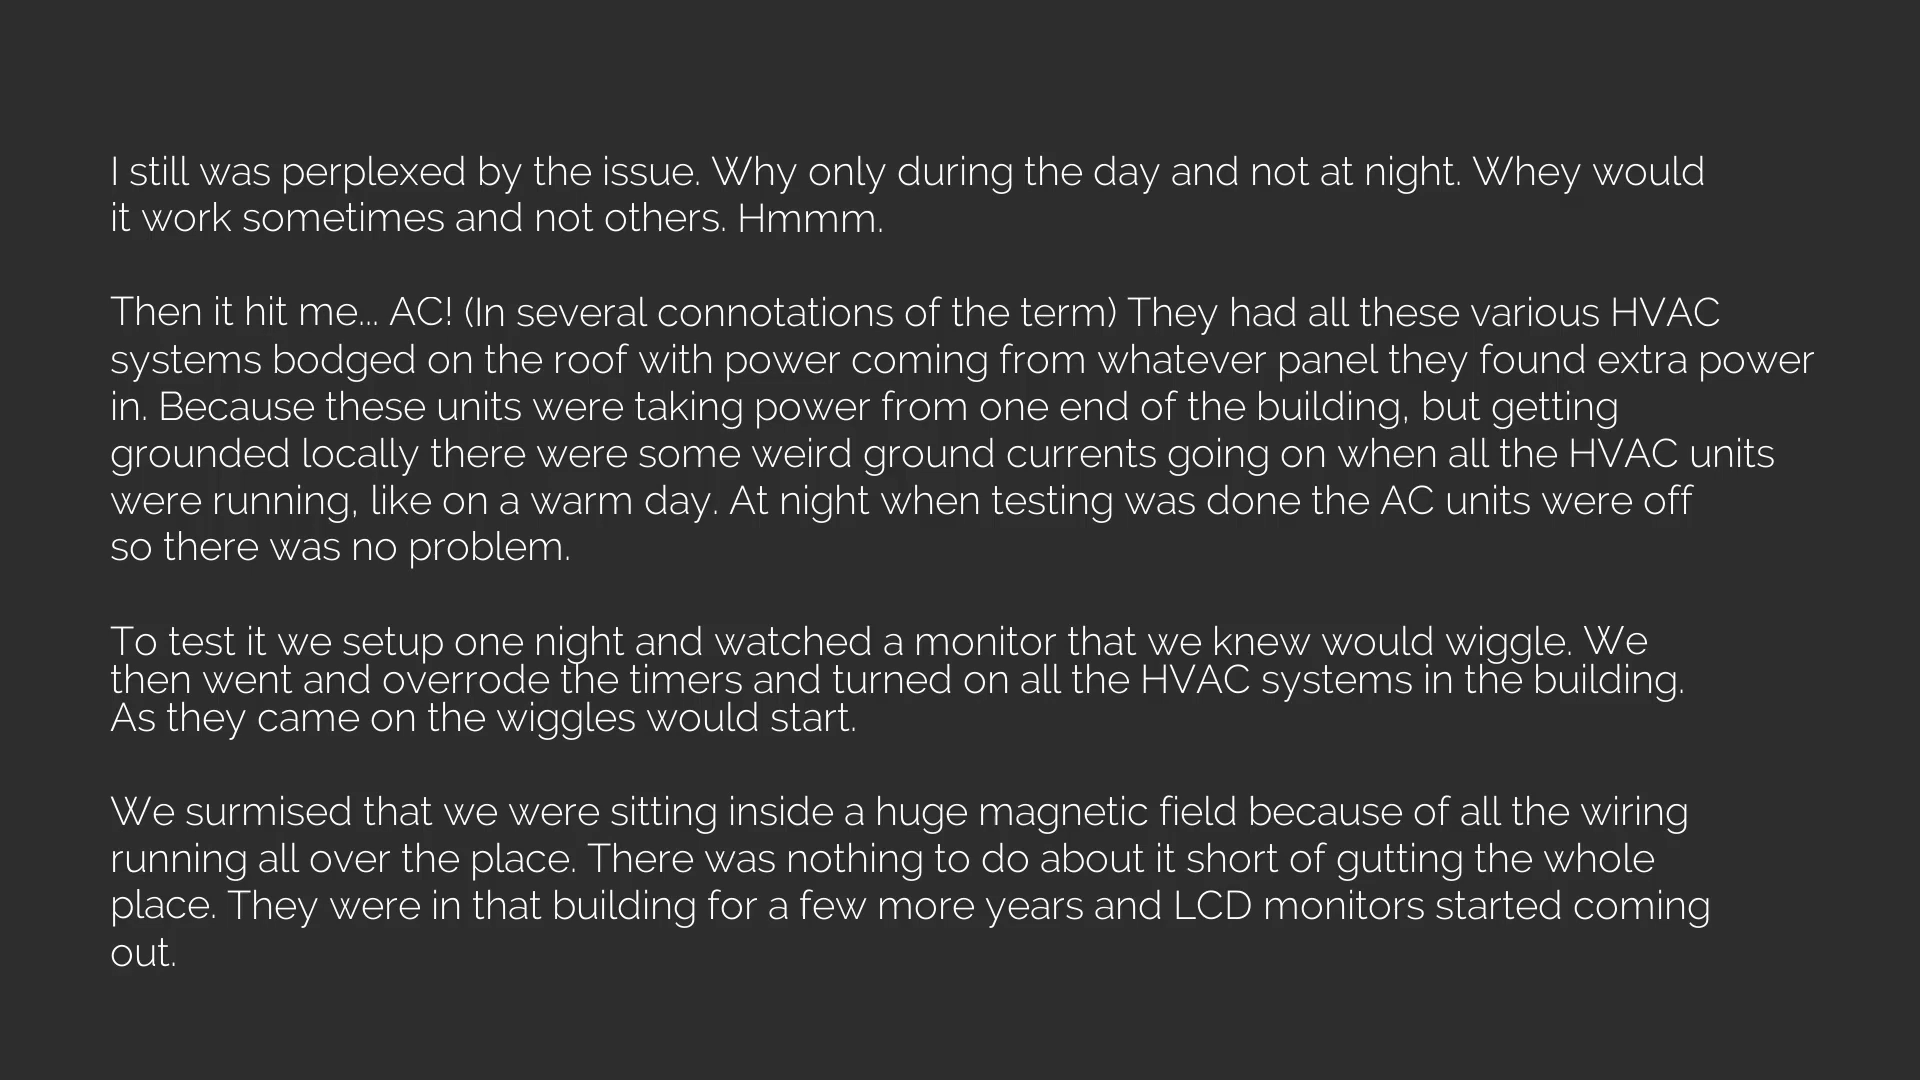 I still was perplexed by the issue. Why only during the day and not at night. Whey would
it work sometimes and not others. Hmmm.
Then it hit me... AC! (In several connotations of the term) They had all these various HVAC
systems bodged on the roof with power coming from whatever panel they found extra power
in. Because these units were taking power from one end of the building, but getting
grounded locally there were some weird ground currents going on when all the HVAC units
were running, like on a warm day. At night when testing was done the AC units were off
so there was no problem.
To test it we setup one night and watched a monitor that we knew would wiggle. We
then went and overrode the timers and turned on all the HVAC systems in the building.
As they came on the wiggles would start.
We surmised that we were sitting inside a huge magnetic field because of all the wiring
running all over the place. There was nothing to do about it short of gutting the whole
place. They were in that building for a few more years and LCD monitors started coming
out.